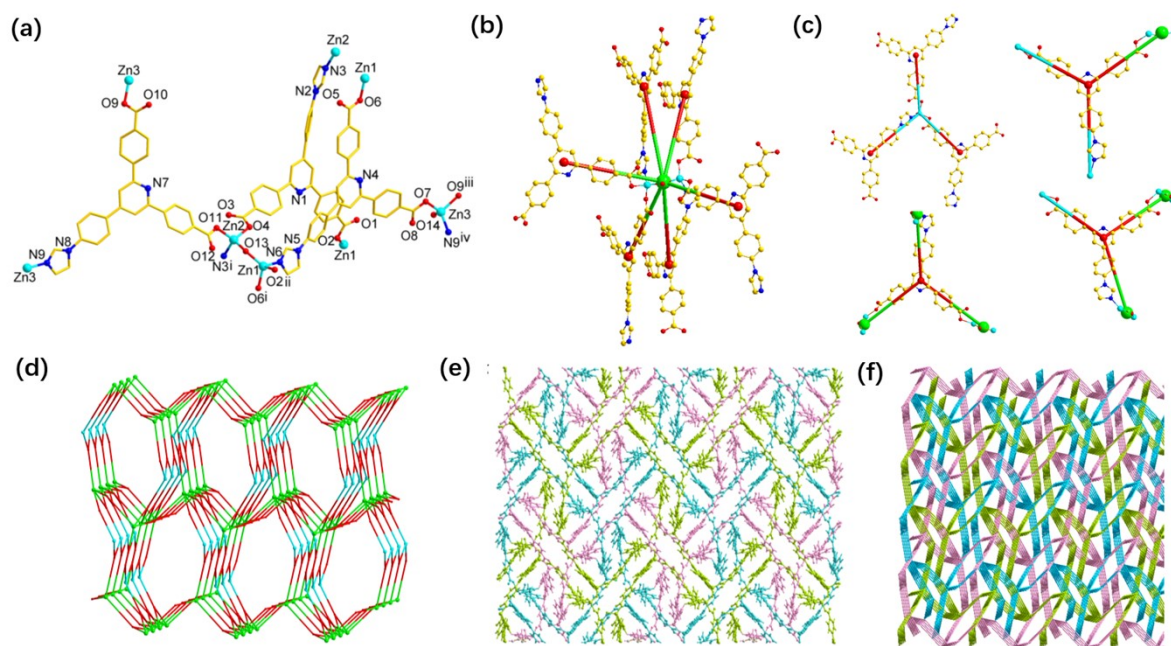 (a)
(b)
(c)
Zn2
N3
Zn1
Zn3
O9 O10
N2 O5 O6
N7
N4
N1
O7 O9iii
O3
O11
Zn2 O4
O1
Zn3
O14
O8 N9iv
N9 N8
O12 O13 N5
O2
N3i N6
Zn1
Zn3
Zn1 O2ii
O6i
(d)
(e)
(f)